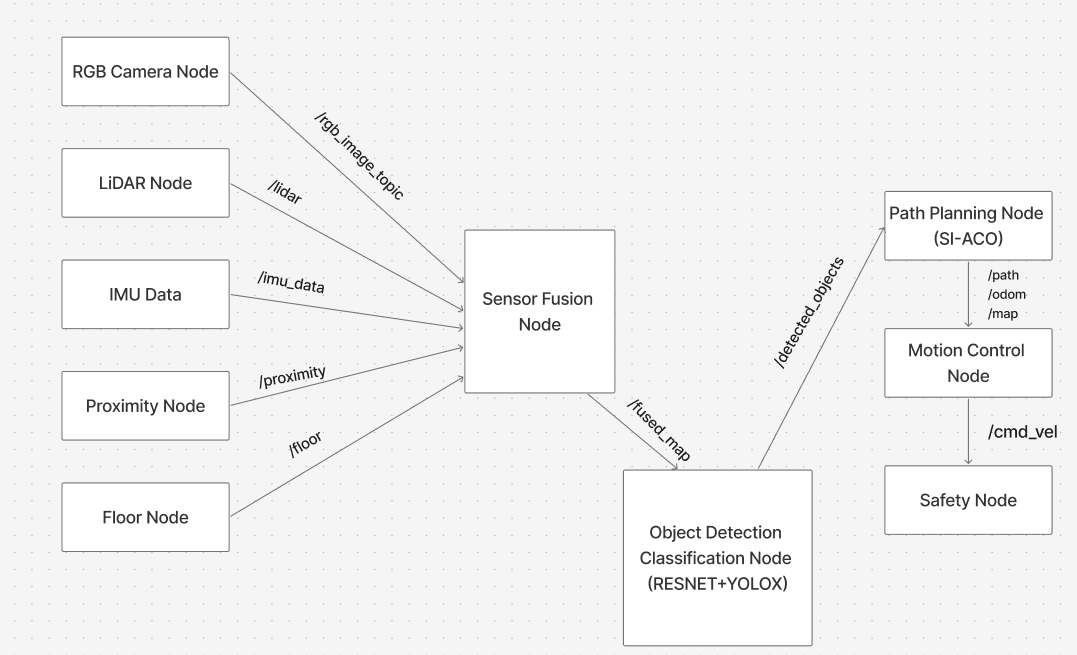 RGB Camera Node
/rgb_image_topic
LiDAR Node
/lidar
IMU Data
/imu_data
Proximity Node
/proximity
Floor Node
/floor
Sensor Fusion
Node
/fused_map
Object Detection
Classification Node
(RESNET+YOLOX)
/detected_objects
Path Planning Node
(SI-ACO)
/path
/odom
/map
Motion Control
Node
/cmd_vel
Safety Node